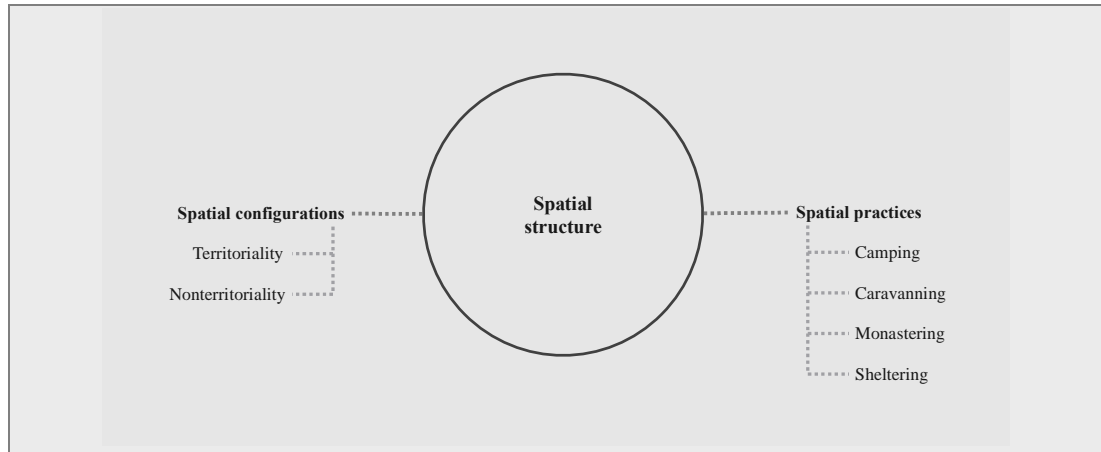 Spatial configurations
Territoriality
Nonterritoriality
Spatial
structure
Spatial practices
Camping
Caravanning
Monastering
Sheltering